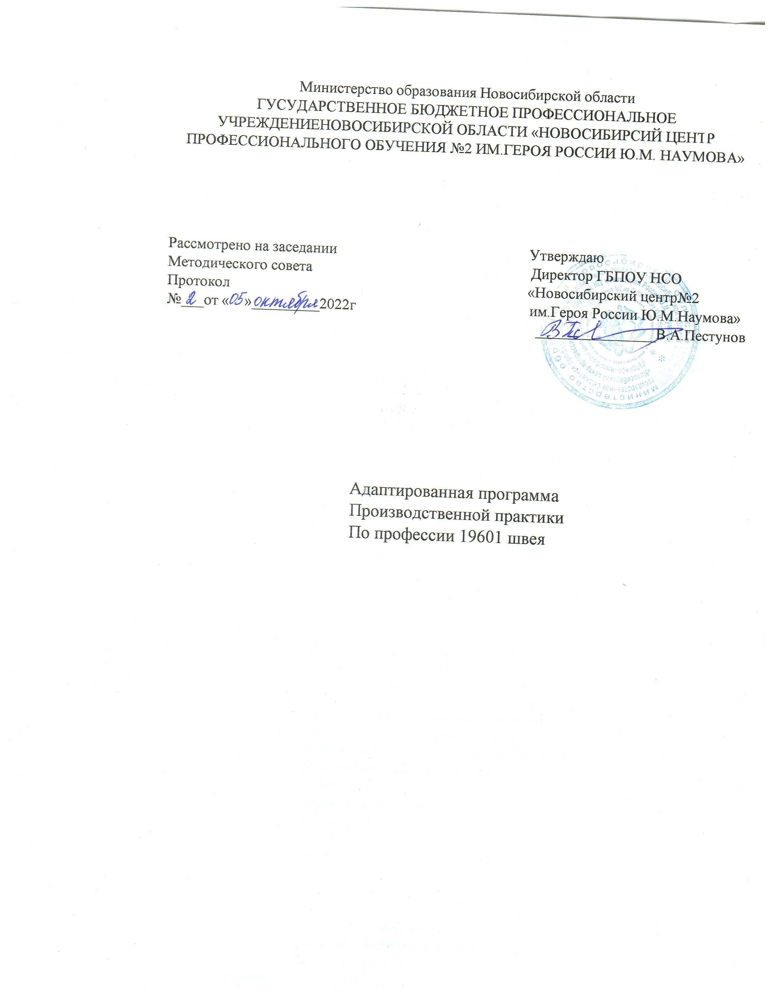 Министерство образования Новосибирской области
ГУСУДАРСТВЕННОЕ БЮДЖЕТНОЕ ПРОФЕССИОНАЛЬНОЕ
УЧРЕЖДЕНИЕНОВОСИБИРСКОЙ ОБЛАСТИ «НОВОСИБИРСИЙ ЦЕНТР
ПРОФЕССИОНАЛЬНОГО ОБУЧЕНИЯ №2 ИМ.ГЕРОЯ РОССИИ Ю.М. НАУМОВА»
Рассмотрено на заседании
Методического совета
Протокол
№ 2 от «05» октября 2022г
Утверждаю
Директор ГБПОУ НСО
«Новосибирский центр№2
им.Героя России Ю.М.Наумова»
В.А.Пестунов
Адаптированная программа
Производственной практики
По профессии 19601 швея